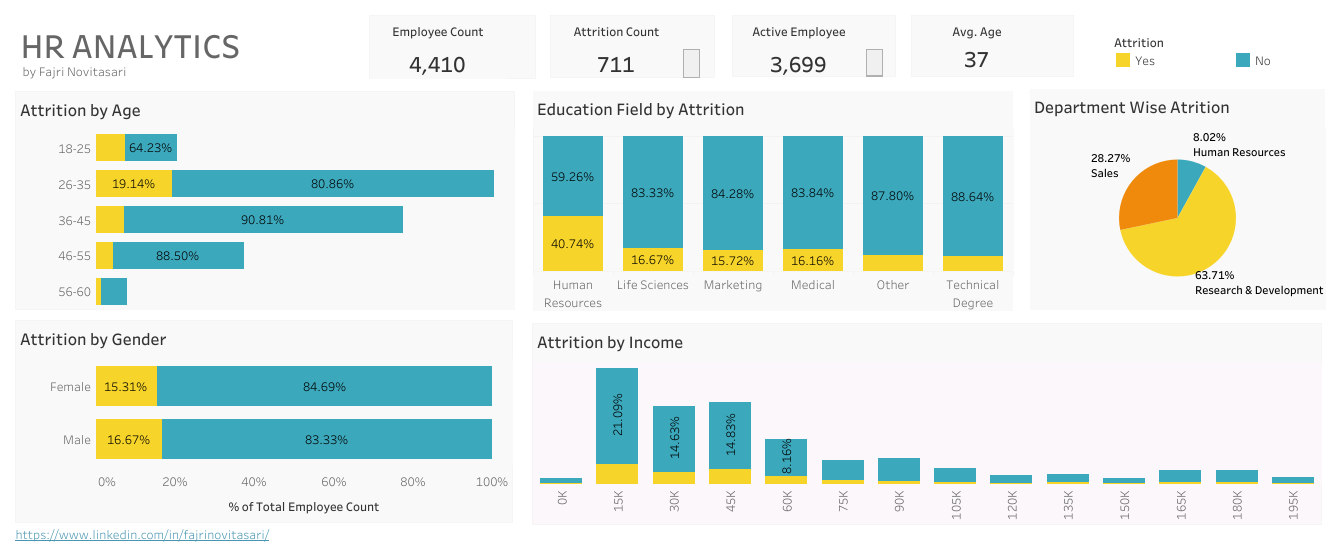 HR ANALYTICS
by Fajri Novitasari
Employee Count
4,410
Attrition Count
711
Active Employee
3,699
Avg. Age
37
Attrition
Yes
No
Attrition by Age
18-25
64.23%
26-35
19.14%
80.86%
36-45
90.81%
46-55
88.50%
56-60
Education Field by Attrition
59.26%
83.33%
84.28%
83.84%
87.80%
88.64%
40.74%
16.67%
15.72%
16.16%
Human
Resources
Life Sciences
Marketing
Medical
Other
Technical
Degree
Department Wise Atrition
8.02%
Human Resources
28.27%
Sales
63.71%
Research & Development
Attrition by Gender
Female
15.31%
84.69%
Male
16.67%
83.33%
0%
20%
40%
60%
80%
100%
% of Total Employee Count
Attrition by Income
21.09%
14.63%
14.83%
8.16%
0K
15K
30K
45K
60K
75K
90K
105K
120K
135K
150K
165K
180K
195K
https://www.linkedin.com/in/fajrinovitasari/